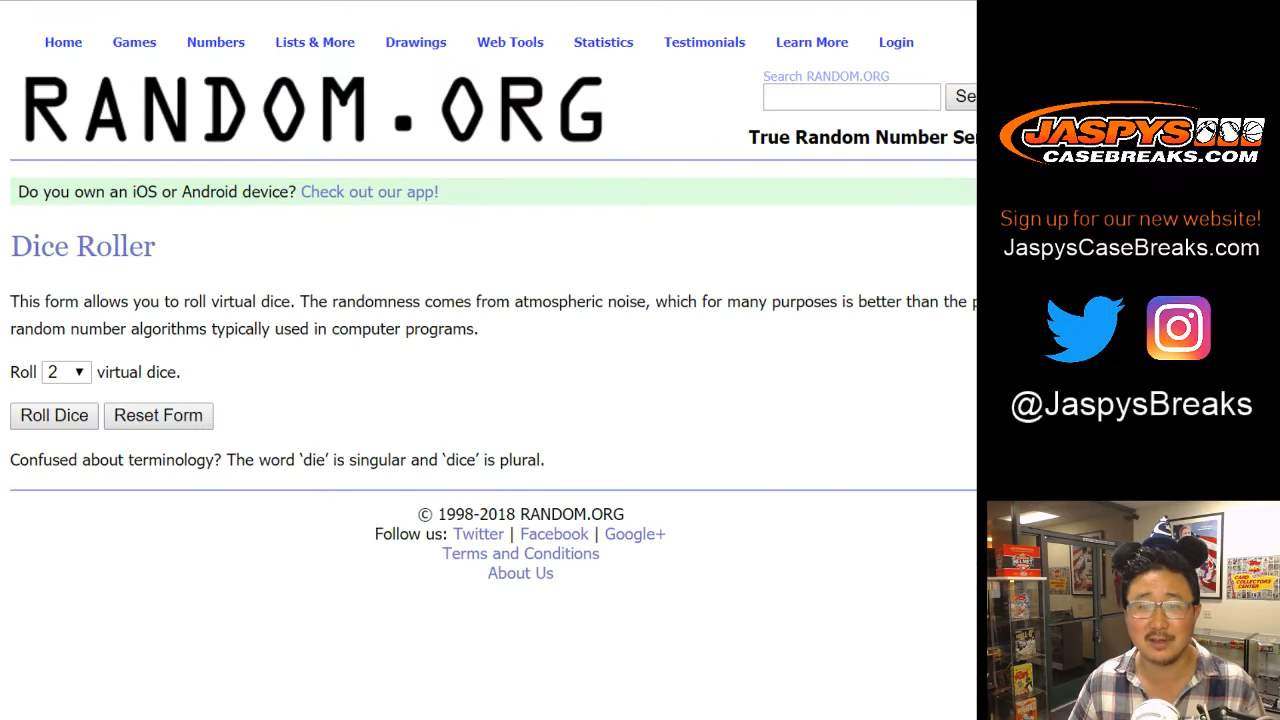 Home Games Numbers Lists & More Drawings Web Tools Statistics Testimonials Learn More Login
RANDOM.ORG
Search RANDOM.ORG
Se
True Random Number Ser
Do you own an iOS or Android device? Check out our app!
Dice Roller
This form allows you to roll virtual dice. The randomness comes from atmospheric noise, which for many purposes is better than the p
random number algorithms typically used in computer programs.
Roll 2 virtual dice.
Roll Dice Reset Form
Confused about terminology? The word ‘die’ is singular and ‘dice’ is plural.
© 1998-2018 RANDOM.ORG
Follow us: Twitter | Facebook | Google+
Terms and Conditions
About Us
JASPYS
CASEBREAKS.COM
Sign up for our new website!
JaspysCaseBreaks.com
@JaspysBreaks
HELMET
CARD
COLLECTORS
CENTER